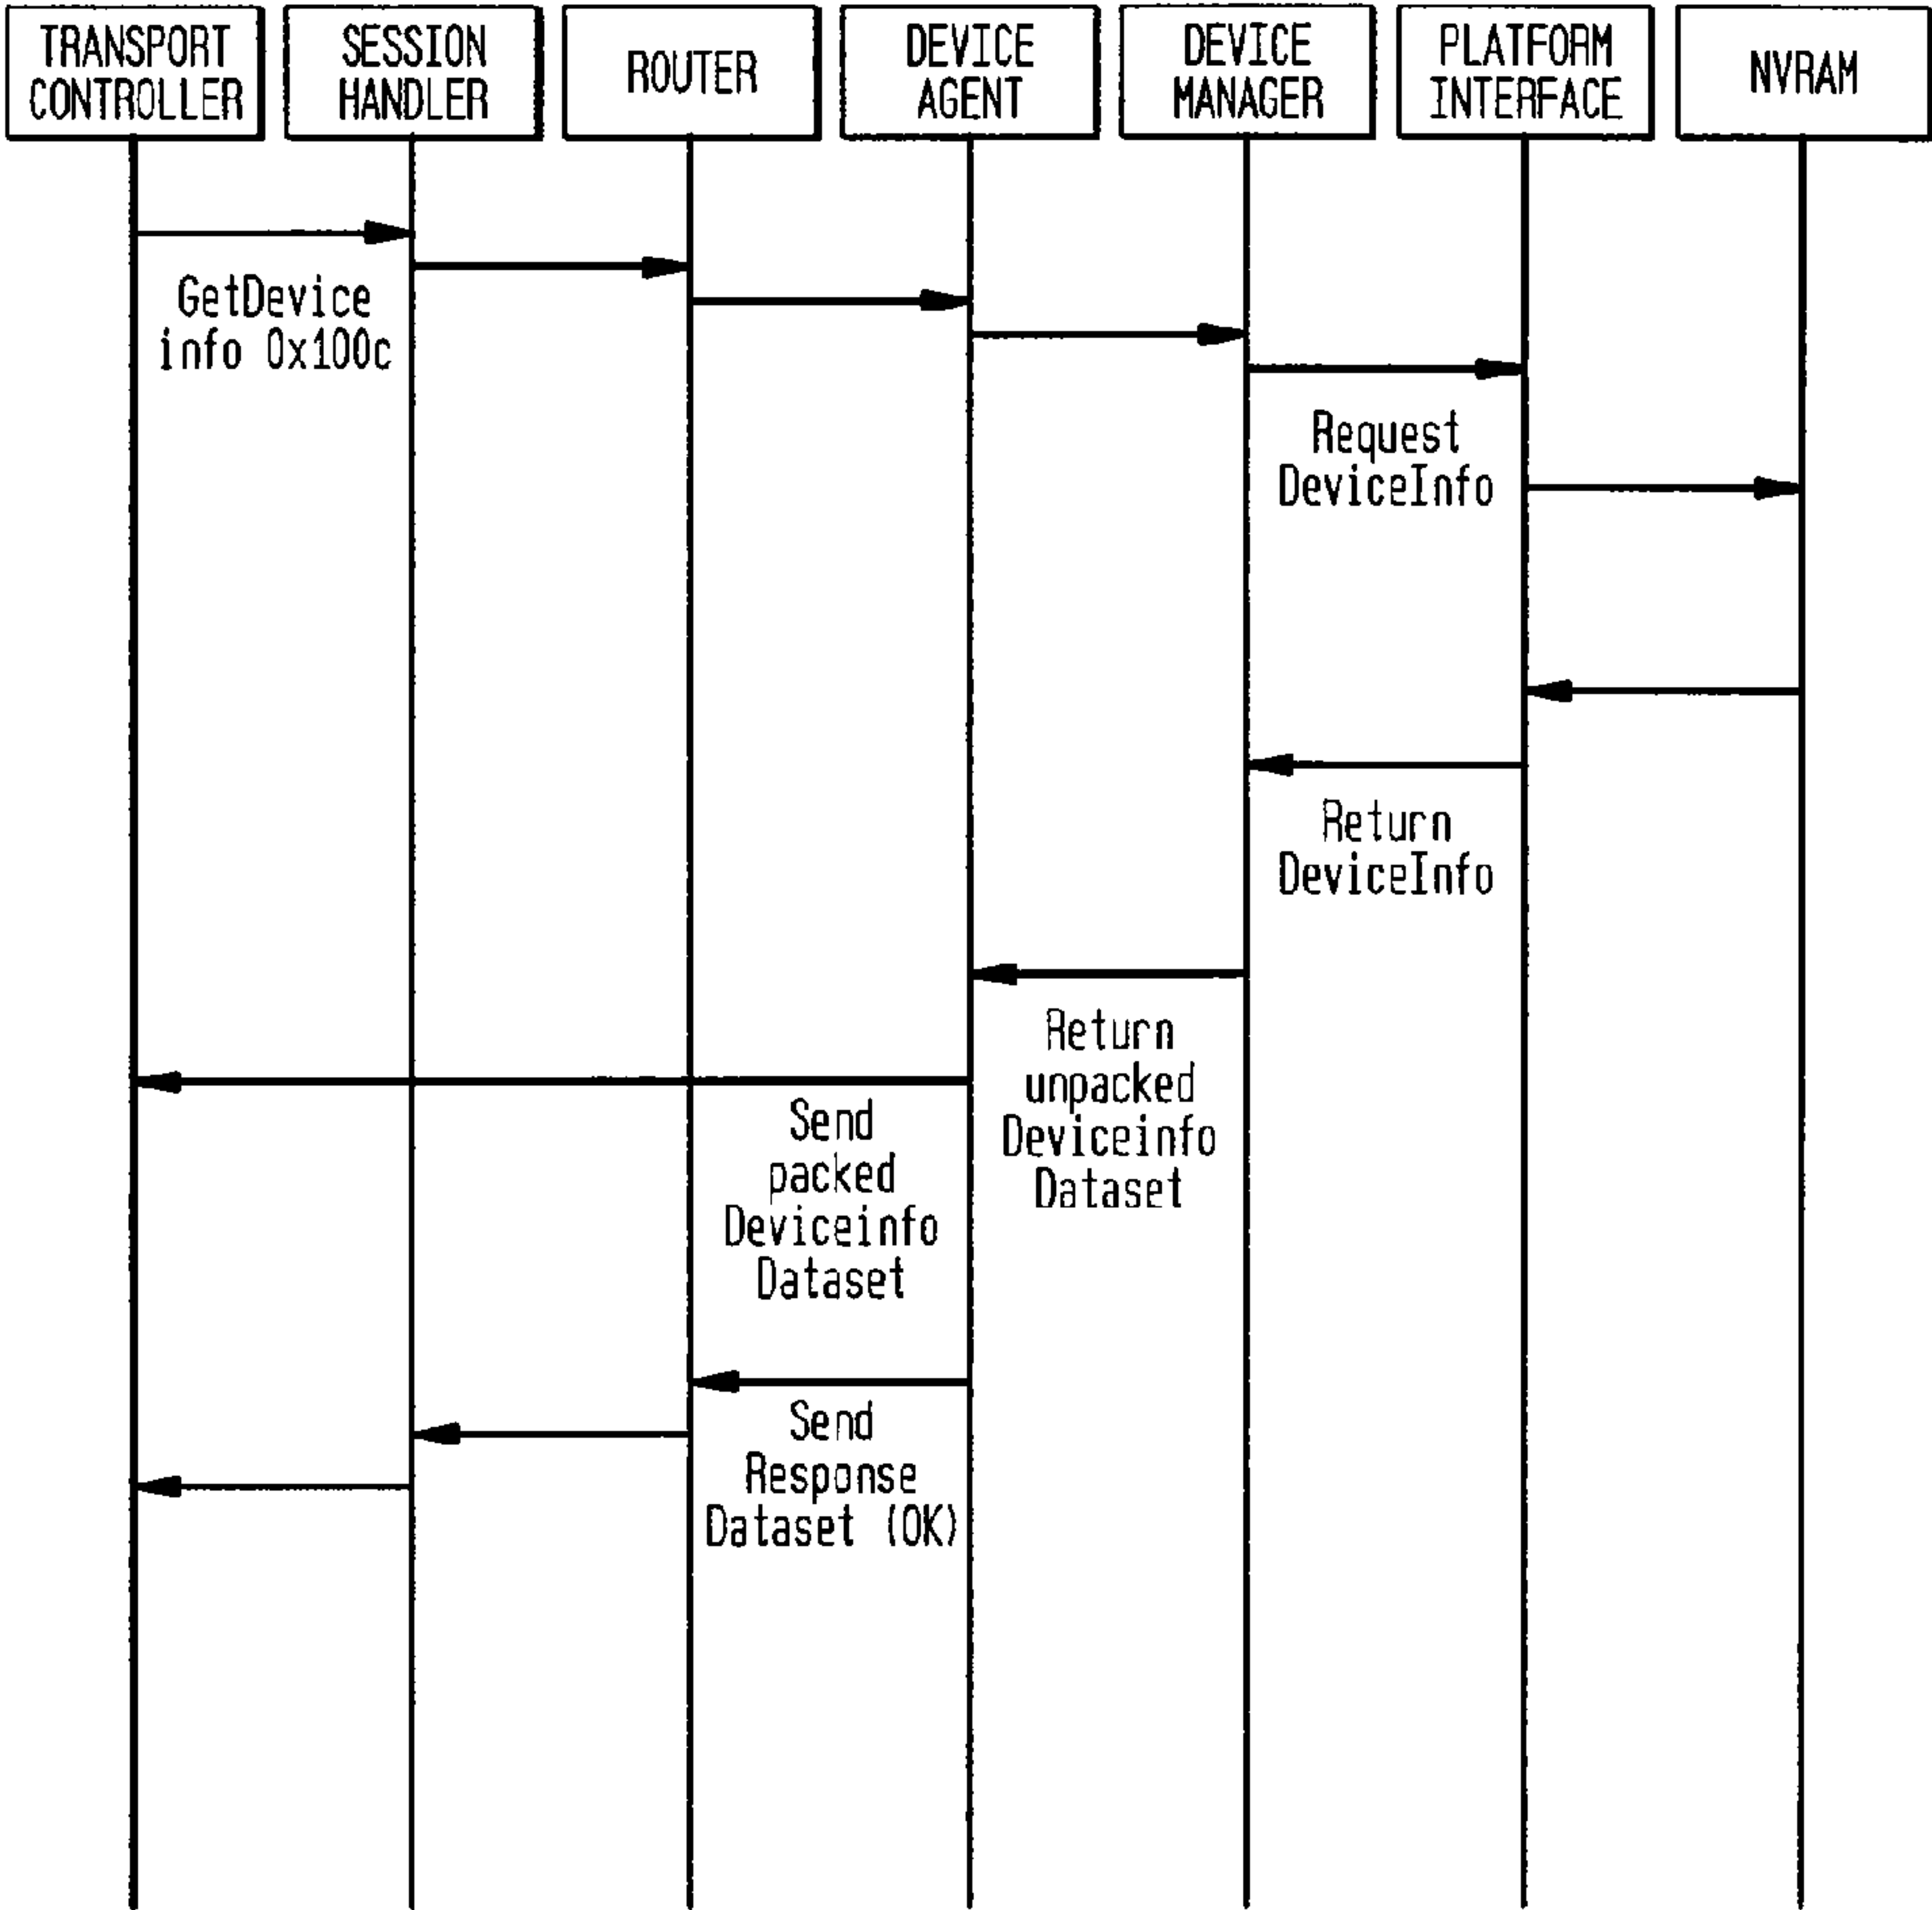 TRANSPORT
CONTROLLER
SESSION
HANDLER
ROUTER
DEVICE
AGENT
DEVICE
MANAGER
PLATFORM
INTERFACE
NVRAM
GetDevice
info 0x100c
Request
DeviceInfo
Return
DeviceInfo
Return
unpacked
Deviceinfo
Dataset
Send
packed
Deviceinfo
Dataset
Send
Response
Dataset (OK)